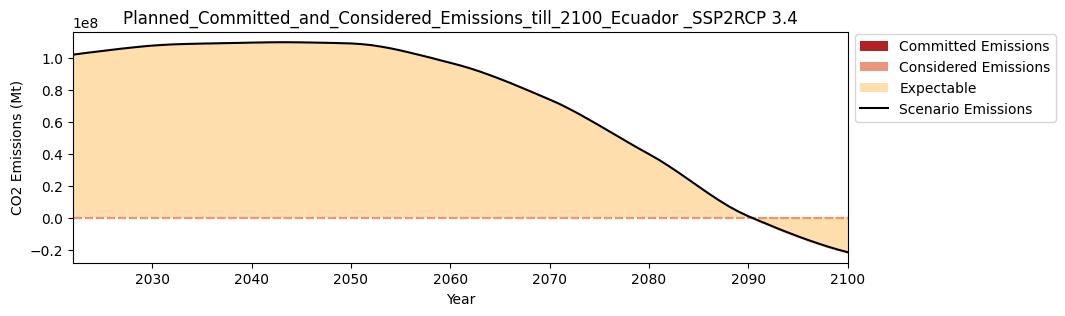 Planned_Committed_and_Considered_Emissions_till_2100_Ecuador _SSP2RCP 3.4
1e8
1.0
0.8
0.6
0.4
0.2
0.0
−0.2
CO2 Emissions (Mt)
2030 2040 2050 2060 2070 2080 2090 2100
Year
Committed Emissions
Considered Emissions
Expectable
Scenario Emissions